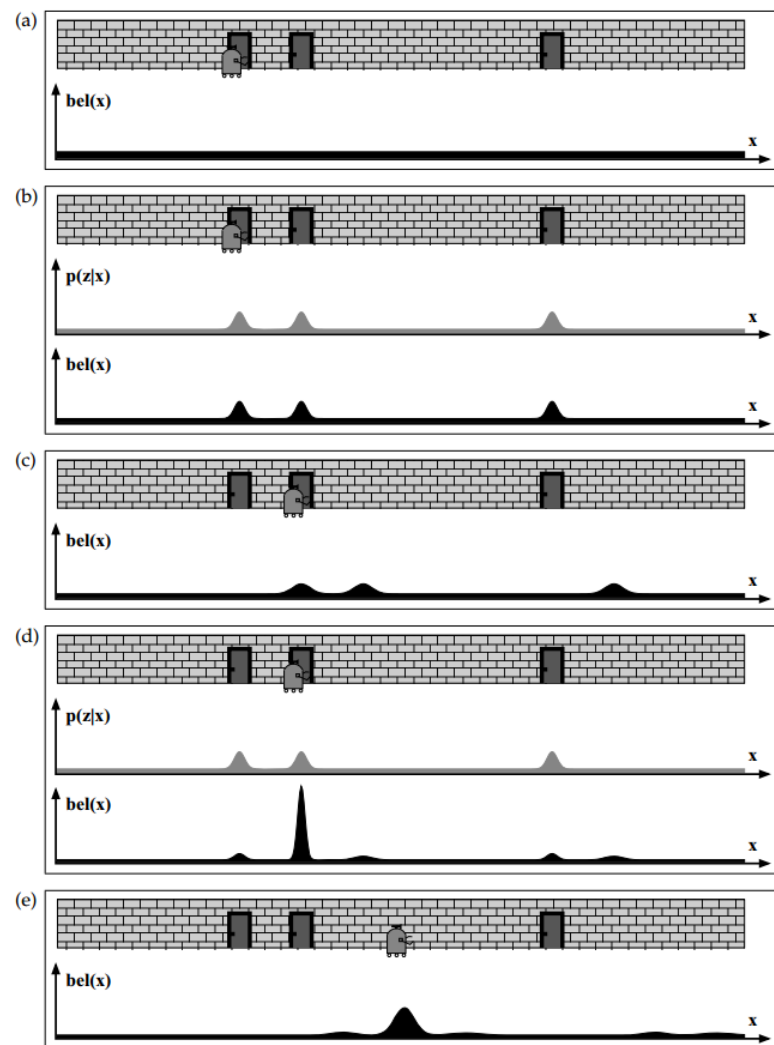 (a)
bel(x)
x
(b)
p(z|x)
x
bel(x)
x
(c)
bel(x)
x
(d)
p(z|x)
x
bel(x)
x
(e)
bel(x)
x